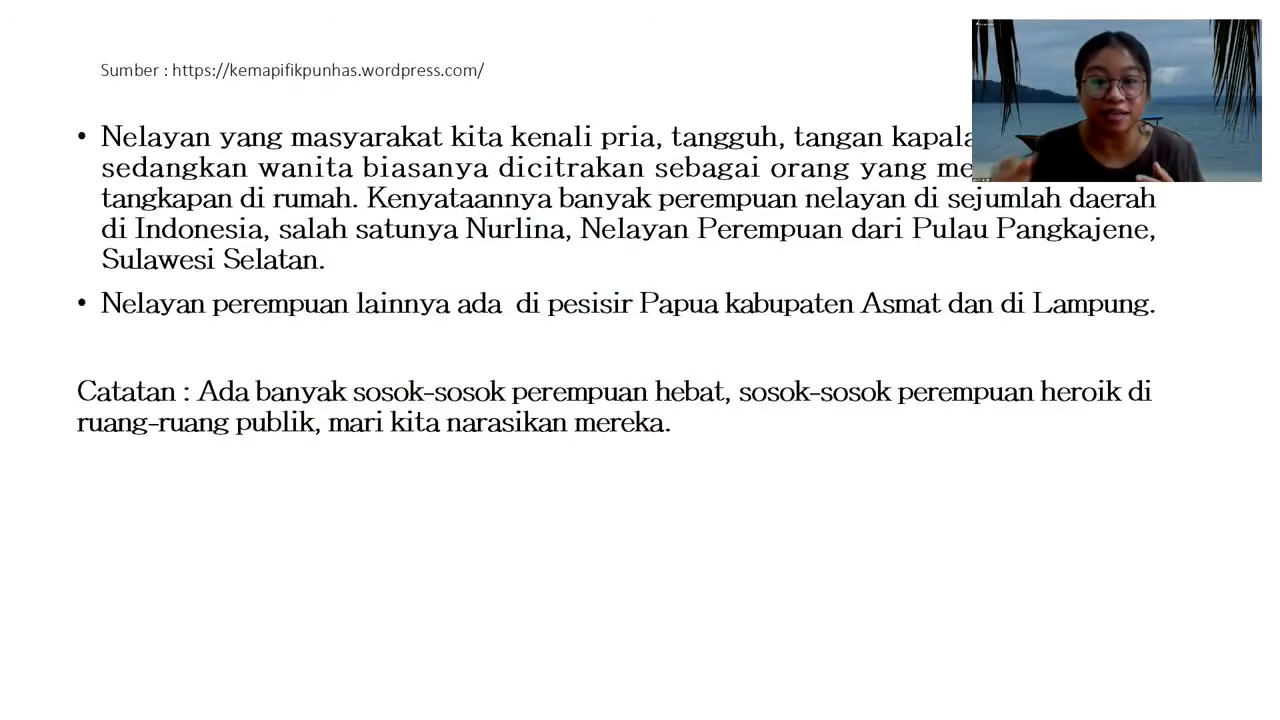 Sumber : https://kemapifikpunhas.wordpress.com/
• Nelayan yang masyarakat kita kenali pria, tangguh, tangan
sedangkan wanita biasanya dicitrakan sebagai orang yang
tangkapan di rumah. Kenyataannya banyak perempuan nelayan di sejumlah daerah
di Indonesia, salah satunya Nurlina, Nelayan Perempuan dari Pulau Pangkajene,
Sulawesi Selatan.
• Nelayan perempuan lainnya ada di pesisir Papua kabupaten Asmat dan di Lampung.
Catatan : Ada banyak sosok-sosok perempuan hebat, sosok-sosok perempuan heroik di
ruang-ruang publik, mari kita narasikan mereka.